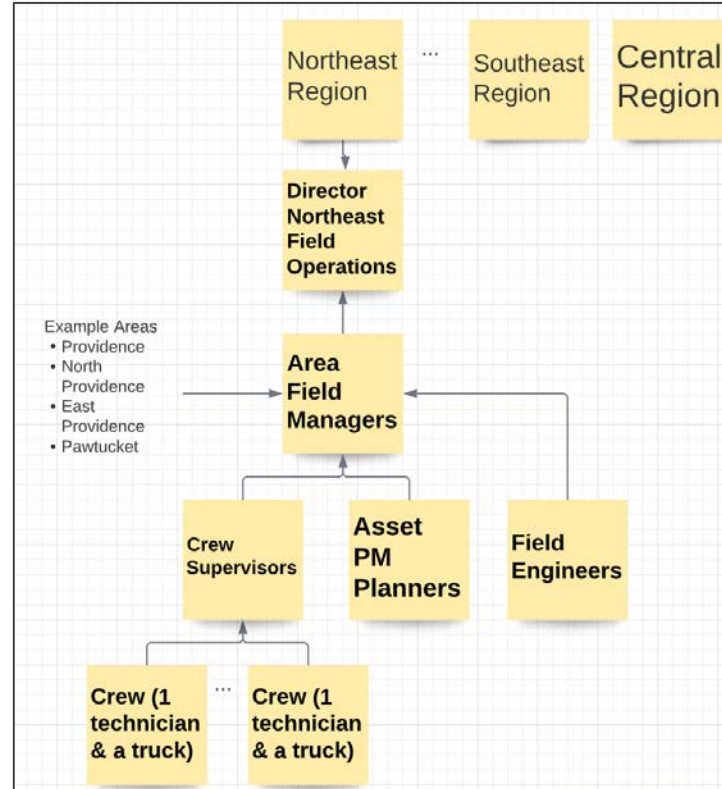 Northeast
Region
...
Southeast
Region
Central
Region
Director
Northeast
Field
Operations
Example Areas
• Providence
• North
Providence
• East
Providence
• Pawtucket
Area
Field
Managers
Crew
Supervisors
Asset
PM
Planners
Field
Engineers
Crew (1
technician
& a truck)
...
Crew (1
technician
& a truck)